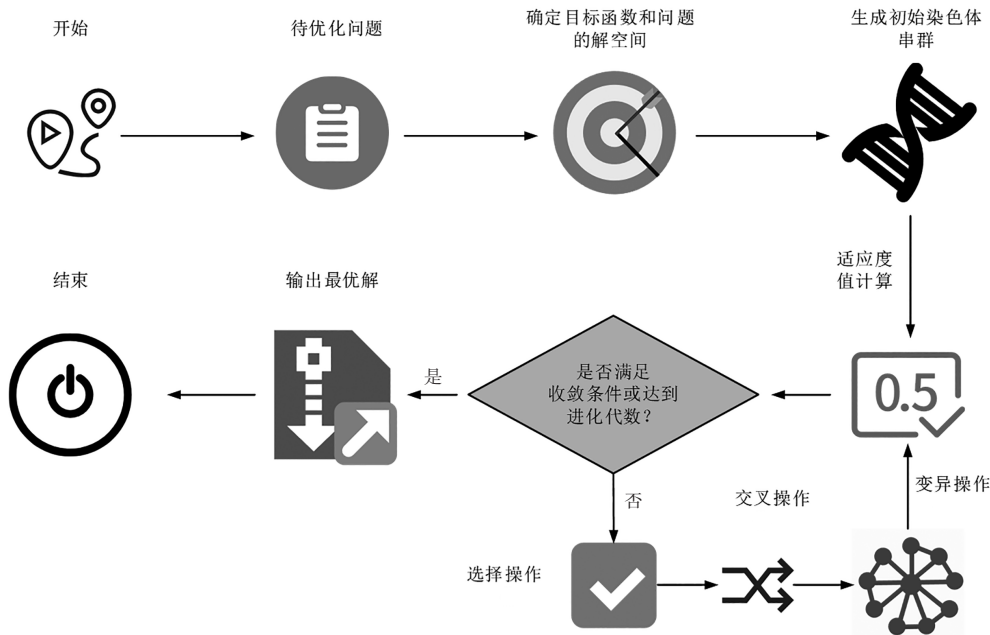 开始
待优化问题
确定目标函数和问题
的解空间
生成初始染色体
串群
适应度
值计算
结束
输出最优解
是否满足
收敛条件或达到
进化代数?
是
0.5
否
交叉操作
变异操作
选择操作